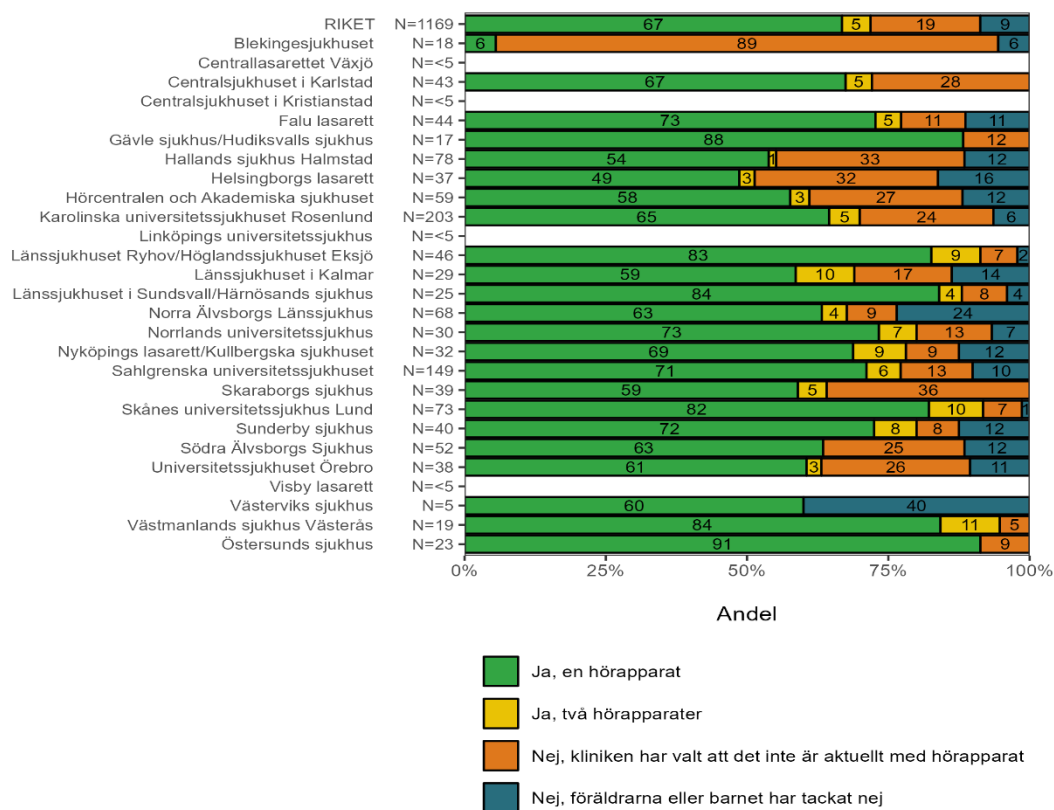 RIKET N=1169 67 5 19 9
Blekingesjukhuset N=18 6 89 6
Centrallasarettet Växjö N=<5
Centralsjukhuset i Karlstad N=43 67 5 28
Centralsjukhuset i Kristianstad N=<5
Falu lasarett N=44 73 5 11 11
Gävle sjukhus/Hudiksvalls sjukhus N=17 88 12
Hallands sjukhus Halmstad N=78 54 1 33 12
Helsingborgs lasarett N=37 49 3 32 16
Hörcentralen och Akademiska sjukhuset N=59 58 3 27 12
Karolinska universitetssjukhuset Rosenlund N=203 65 5 24 6
Linköpings universitetssjukhus N=<5
Länssjukhuset Ryhov/Höglandssjukhuset Eksjö N=46 83 9 7 2
Länssjukhuset i Kalmar N=29 59 10 17 14
Länssjukhuset i Sundsvall/Härnösands sjukhus N=25 84 4 8 4
Norra Älvsborgs Länssjukhus N=68 63 4 9 24
Norrlands universitetssjukhus N=30 73 7 13 7
Nyköpings lasarett/Kullbergska sjukhuset N=32 69 9 9 12
Sahlgrenska universitetssjukhuset N=149 71 6 13 10
Skaraborgs sjukhus N=39 59 5 36
Skånes universitetssjukhus Lund N=73 82 10 7 1
Sunderby sjukhus N=40 72 8 8 12
Södra Älvsborgs Sjukhus N=52 63 25 12
Universitetssjukhuset Örebro N=38 61 3 26 11
Visby lasarett N=<5
Västerviks sjukhus N=5 60 40
Västmanlands sjukhus Västerås N=19 84 11 5
Östersunds sjukhus N=23 91 9
0% 25% 50% 75% 100%
Andel
Ja, en hörapparat
Ja, två hörapparater
Nej, kliniken har valt att det inte är aktuellt med hörapparat
Nej, föräldrarna eller barnet har tackat nej